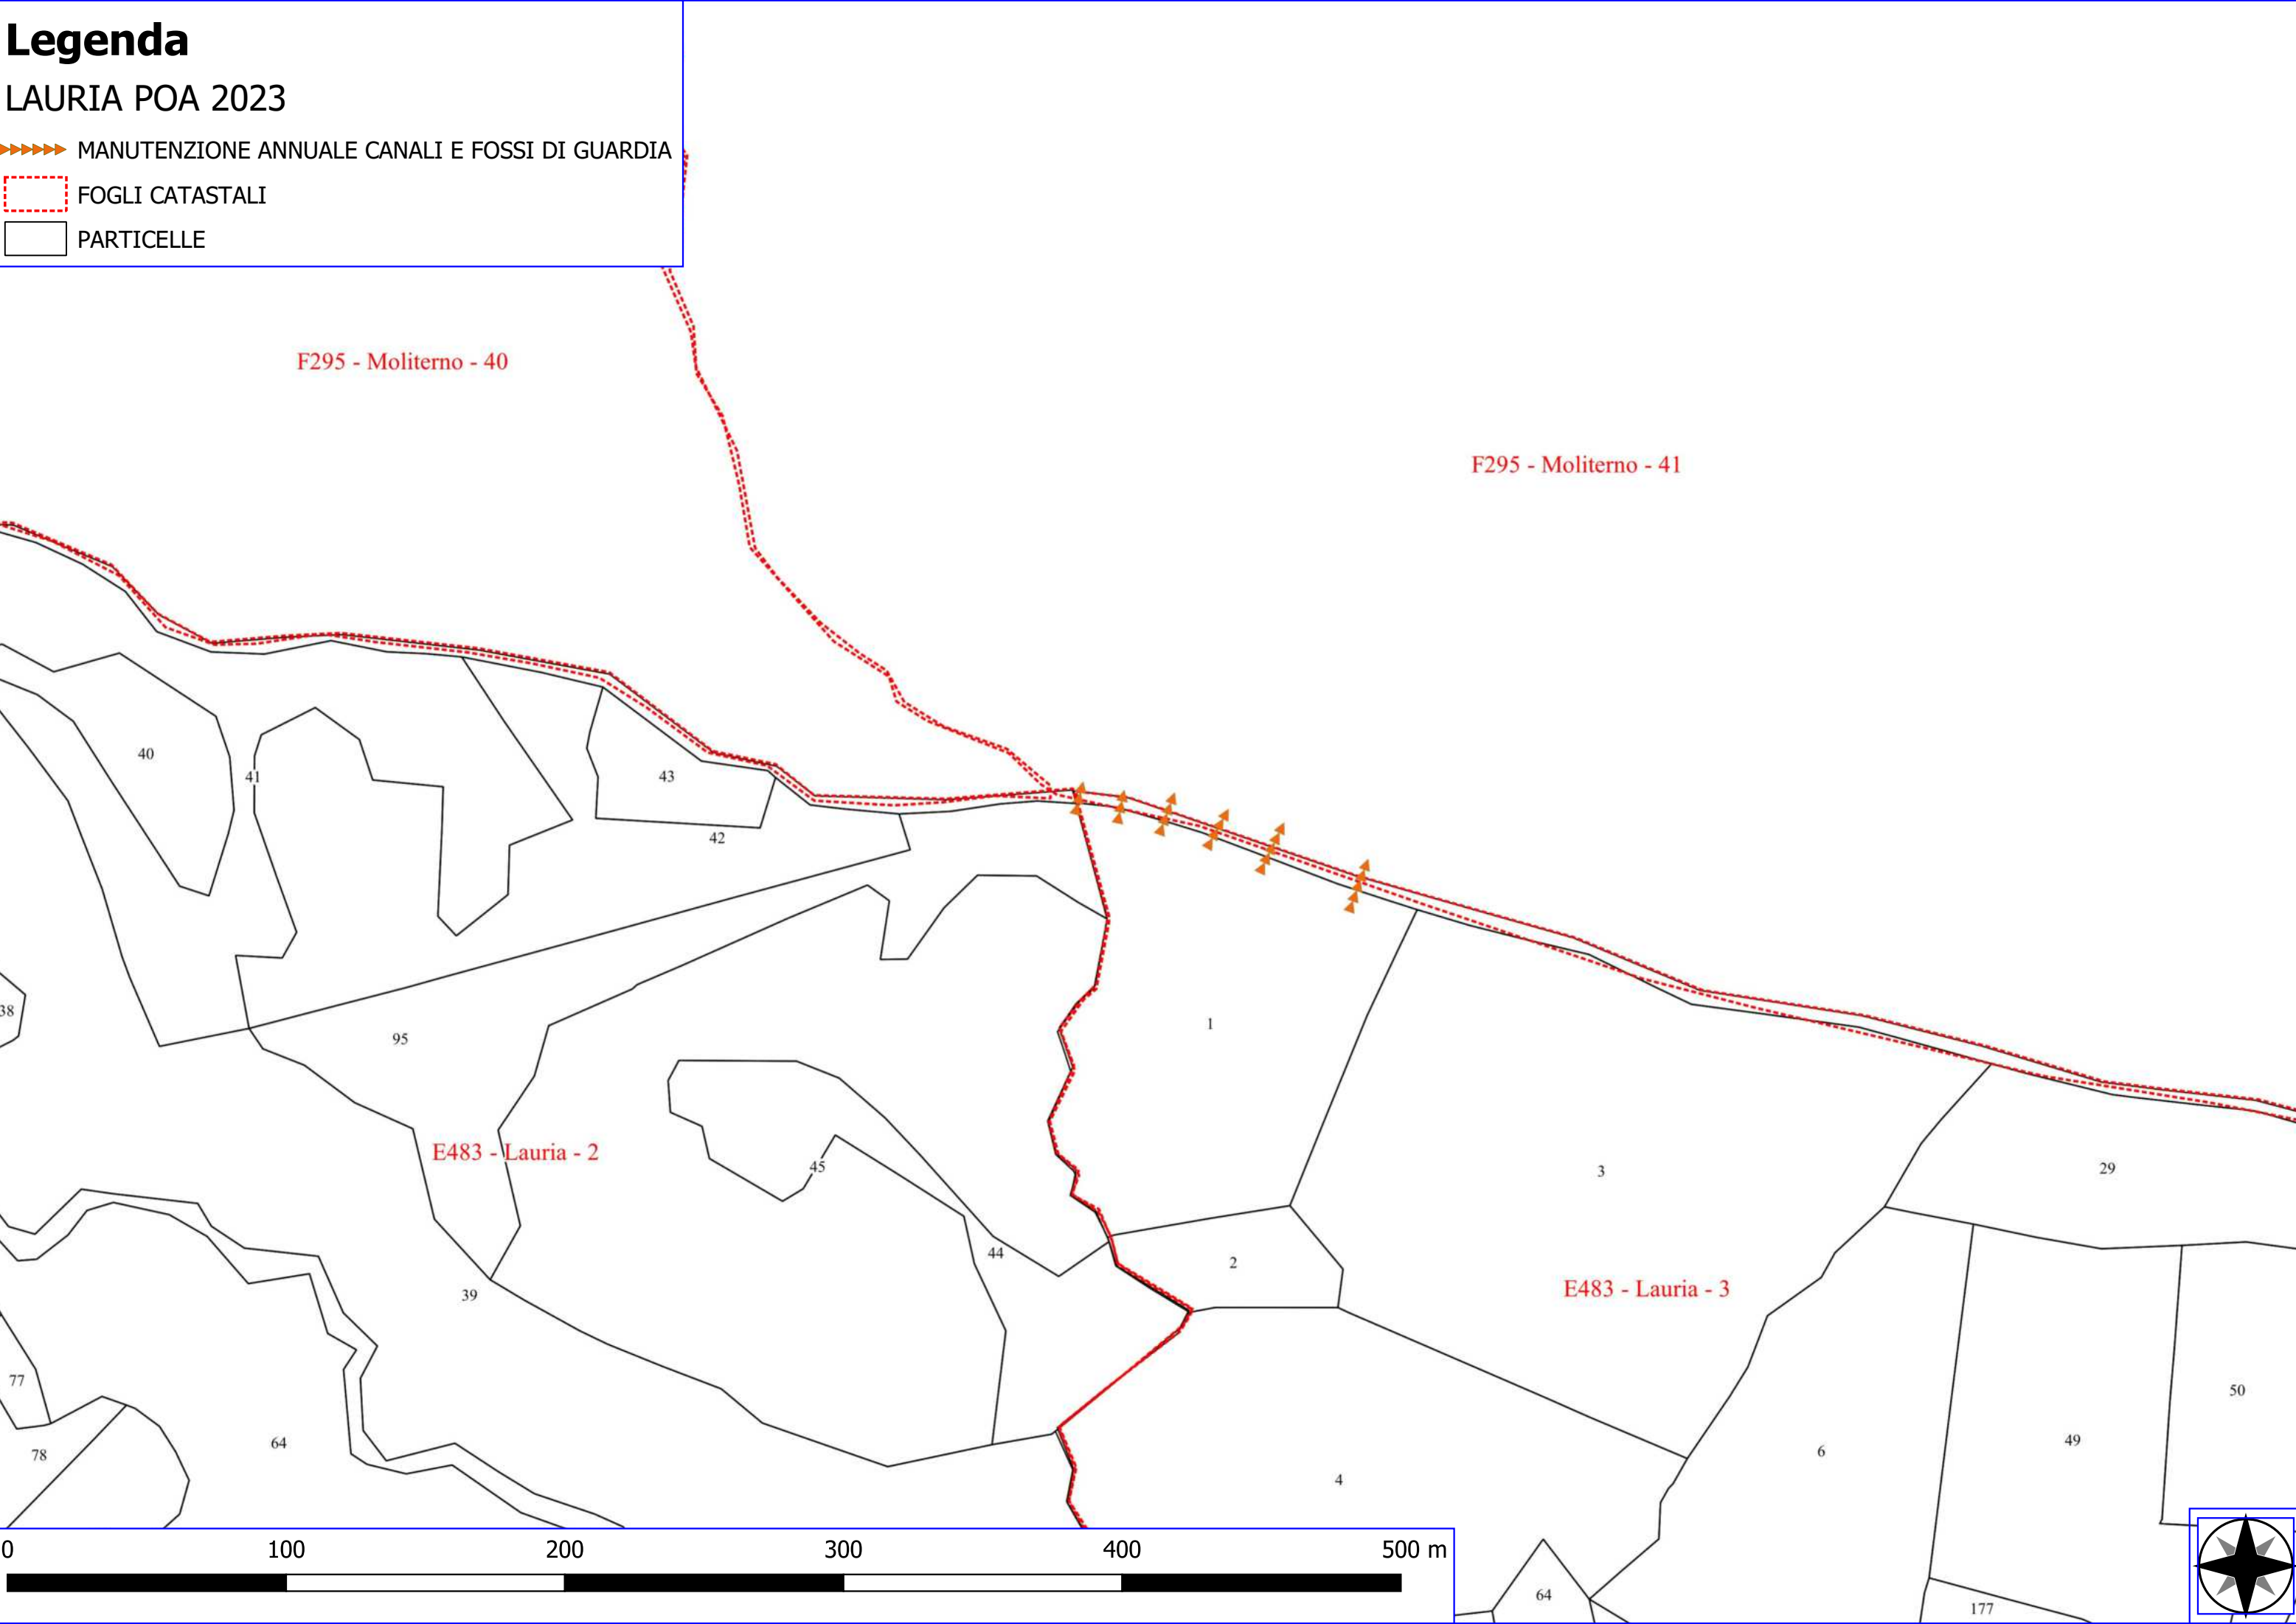 Legenda
LAURIA POA 2023
MANUTENZIONE ANNUALE CANALI E FOSSI DI GUARDIA
FOGLI CATASTALI
PARTICELLE
F295 - Moliterno - 40
F295 - Moliterno - 41
40
41
43
42
38
95
1
E483 - Lauria - 2
45
3
29
44
2
39
E483 - Lauria - 3
77
50
78
64
49
6
4
0 100 200 300 400 500 m
64
177